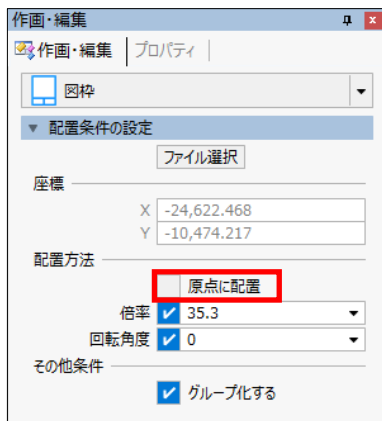 作画・編集
作画・編集 プロパティ
図枠
配置条件の設定
ファイル選択
座標
X -24,622.468
Y -10,474.217
配置方法
原点に配置
倍率 35.3
回転角度 0
その他条件
グループ化する